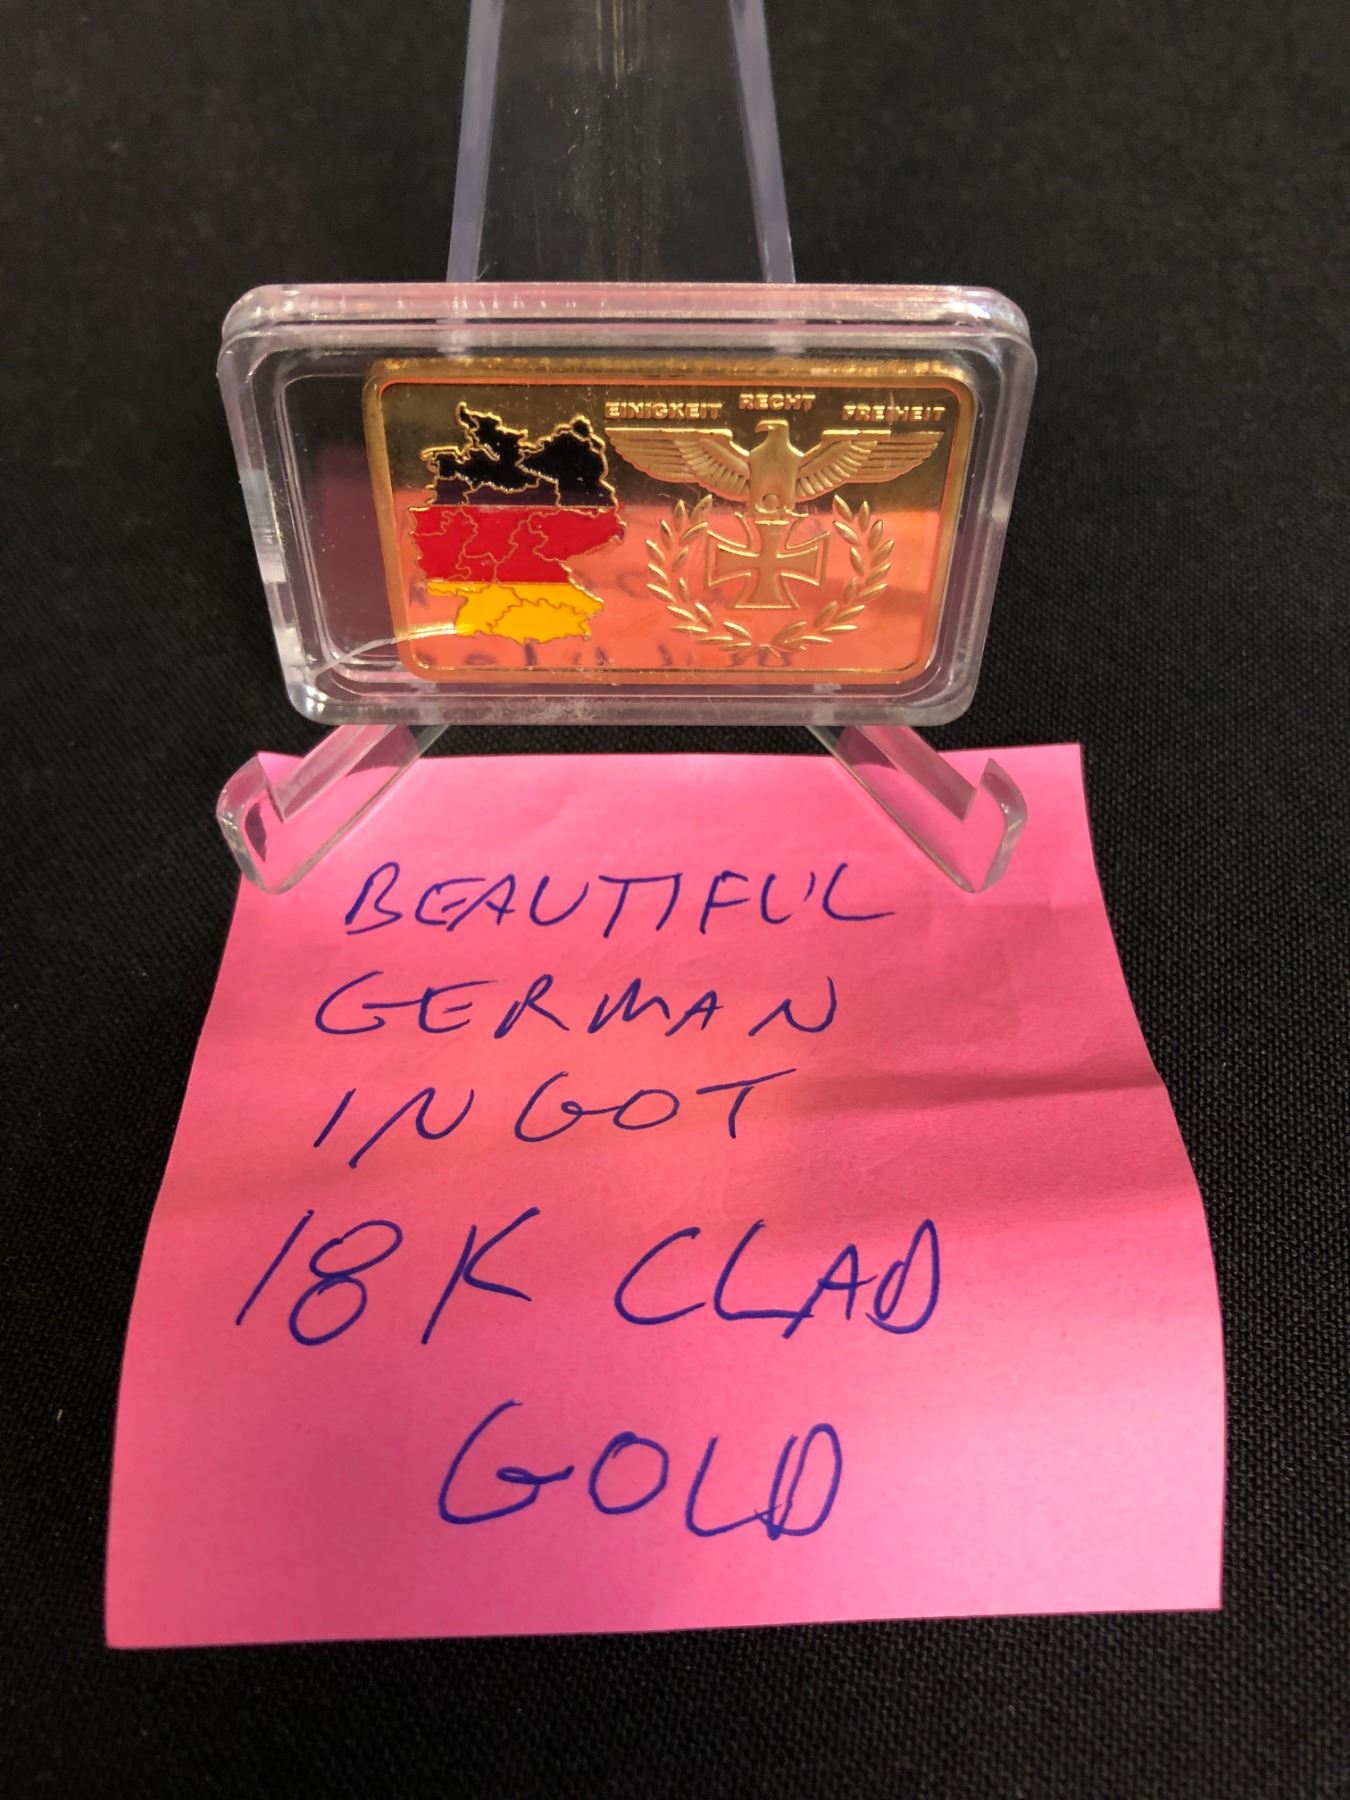 EINIGKEIT RECHT FREIHEIT
BEAUTIFUL
GERMAN
INGOT
18K CLAD
GOLD